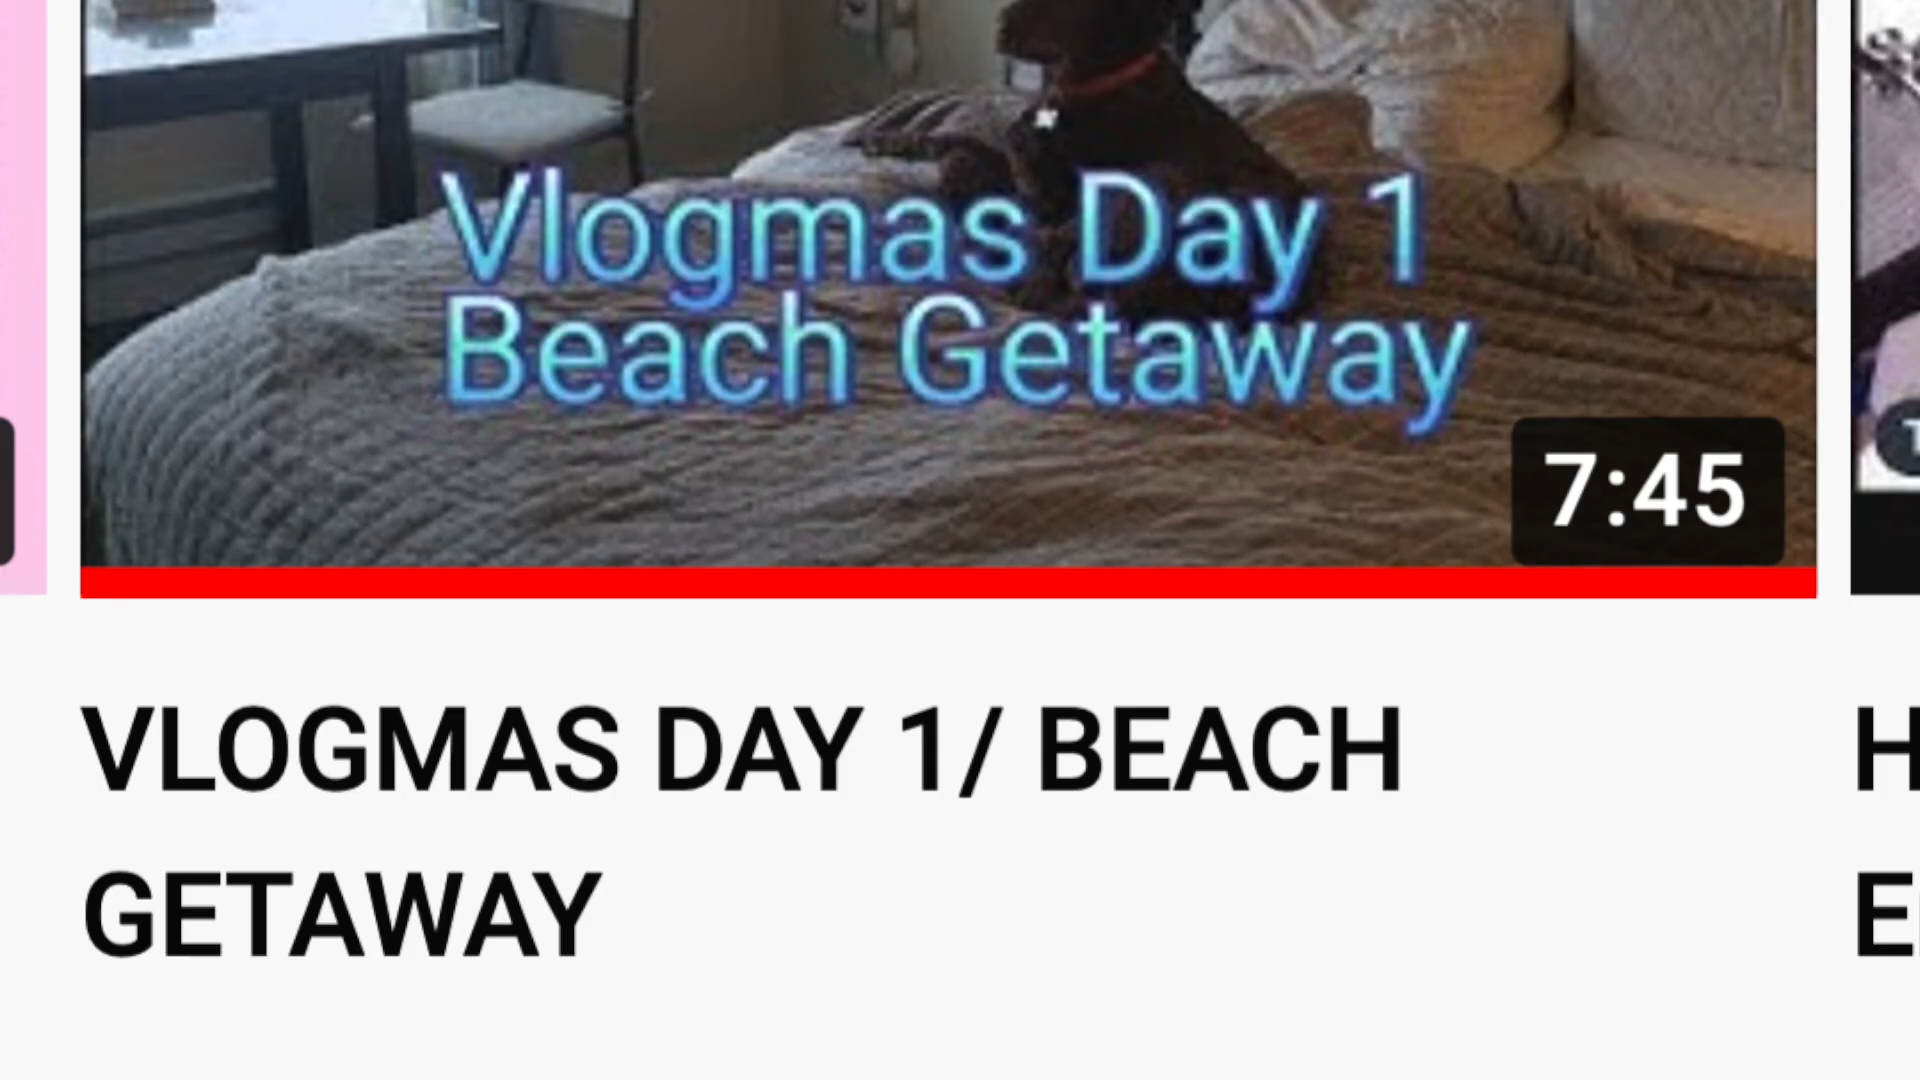 Vlogmas Day 1
Beach Getaway
7:45
VLOGMAS DAY 1/ BEACH
GETAWAY